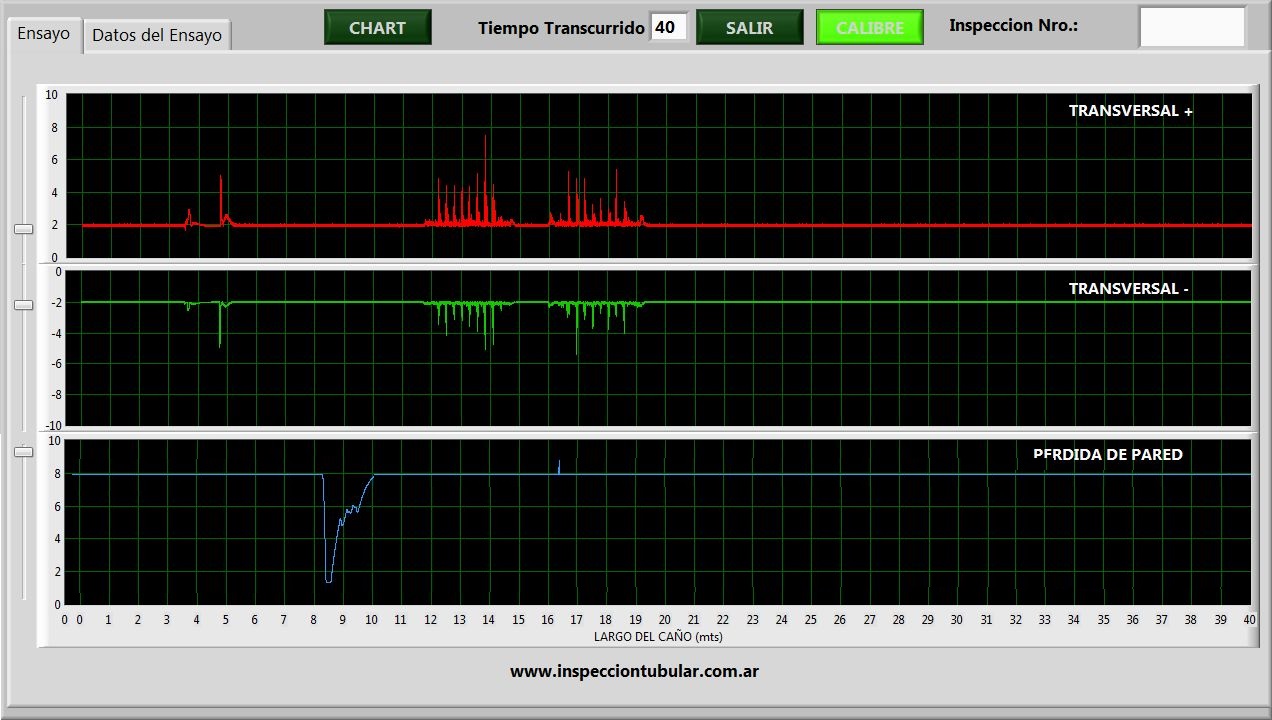 Ensayo
Datos del Ensayo
CHART
Tiempo Transcurrido 40
SALIR
CALIBRE
Inspeccion Nro.:
TRANSVERSAL +
10
8
6
4
2
0
TRANSVERSAL -
0
-2
-4
-6
-8
-10
PERDIDA DE PARED
10
8
6
4
2
0
0 0 1 2 3 4 5 6 7 8 9 10 11 12 13 14 15 16 17 18 19 20 21 22 23 24 25 26 27 28 29 30 31 32 33 34 35 36 37 38 39 40
LARGO DEL CAÑO (mts)
www.inspecciontubular.com.ar